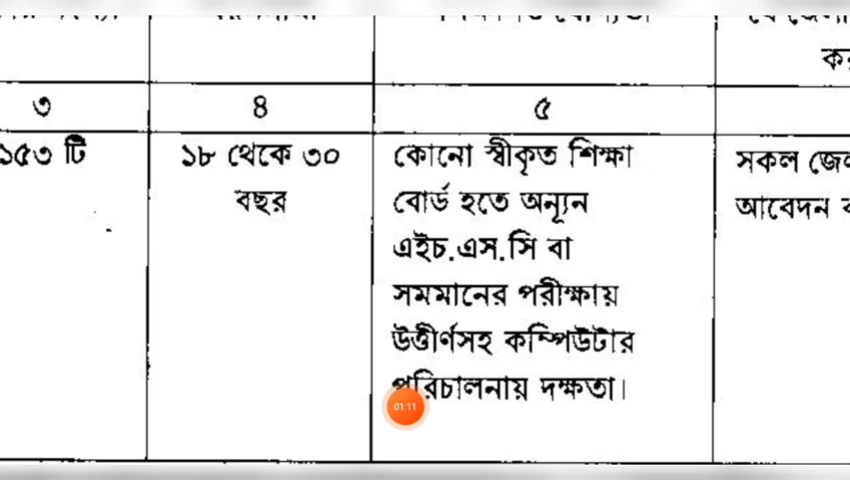 ৩ ৪ ৫
১৫৩ টি
১৮ থেকে ৩০
বছর
কোনো স্বীকৃত শিক্ষা
বোর্ড হতে অন্যূন
এইচ.এস.সি বা
সমমানের পরীক্ষায়
উত্তীর্ণসহ কম্পিউটার
পরিচালনায় দক্ষতা।
সকল
আবেদন
01:11